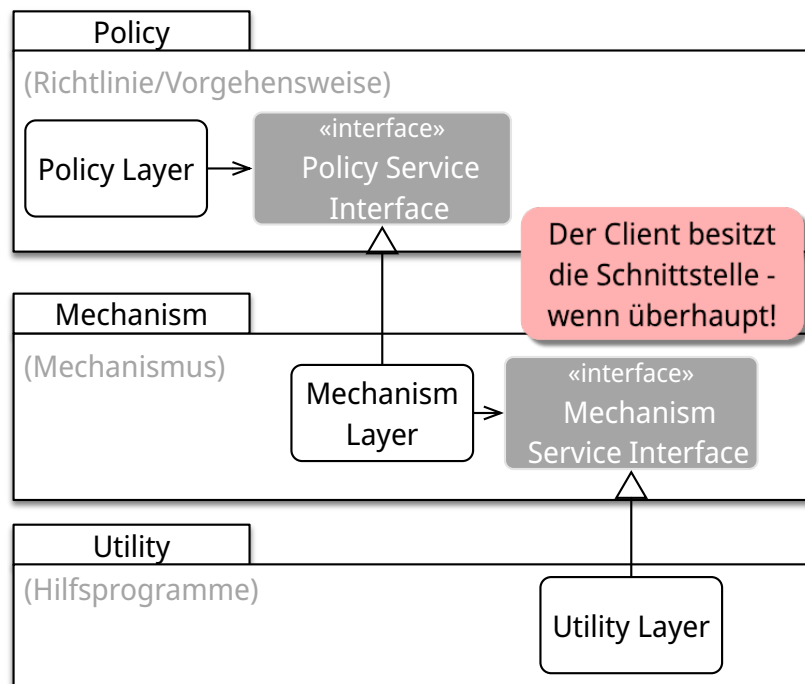 Policy
(Richtlinie/Vorgehensweise)
Policy Layer
«interface»
Policy Service
Interface
Der Client besitzt
die Schnittstelle -
wenn überhaupt!
Mechanism
(Mechanismus)
Mechanism
Layer
«interface»
Mechanism
Service Interface
Utility
(Hilfsprogramme)
Utility Layer